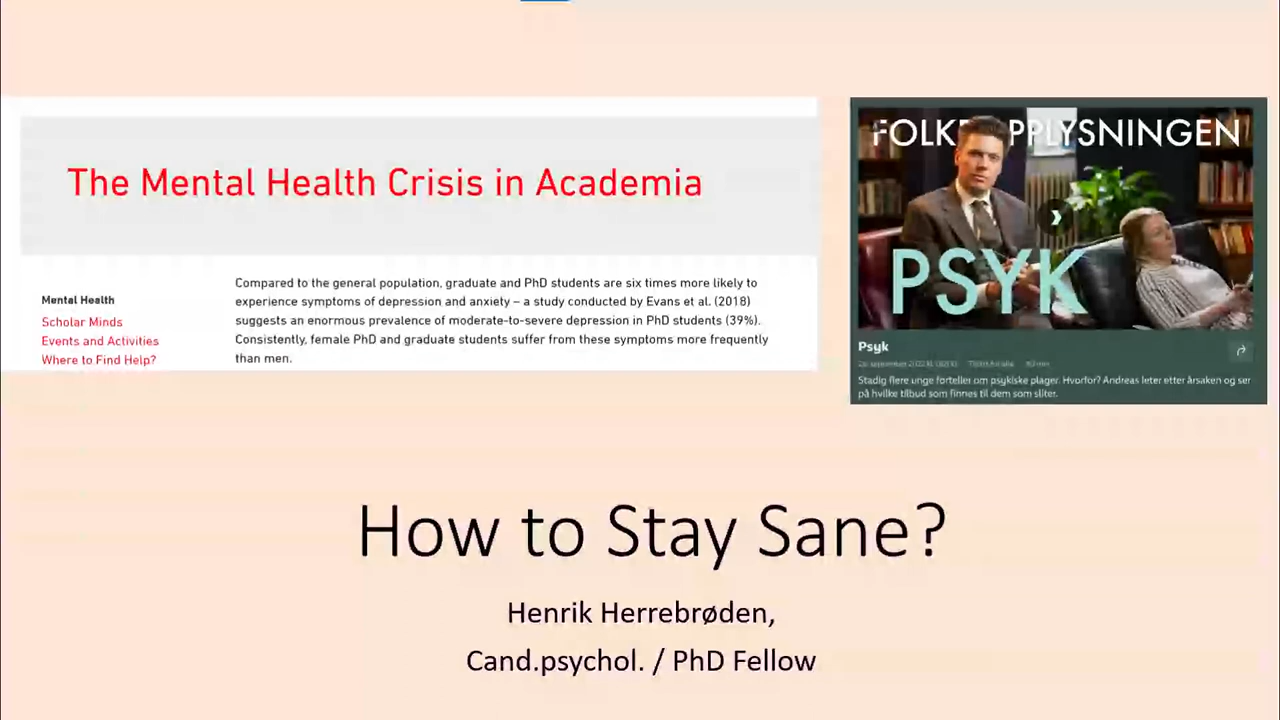 The Mental Health Crisis in Academia
Mental Health
Scholar Minds
Events and Activities
Where to Find Help?
Compared to the general population, graduate and PhD students are six times more likely to
experience symptoms of depression and anxiety – a study conducted by Evans et al. (2018)
suggests an enormous prevalence of moderate-to-severe depression in PhD students (39%).
Consistently, female PhD and graduate students suffer from these symptoms more frequently
than men.
FOLKE PPLYSNINGEN
PSYK
Psyk
Stadig flere unge forteller om psykiske plager. Hvorfor? Andreas leter etter årsaken og ser
på hvilke tilbud som finnes til dem som sliter.
How to Stay Sane?
Henrik Herrebrøden,
Cand.psychol. / PhD Fellow